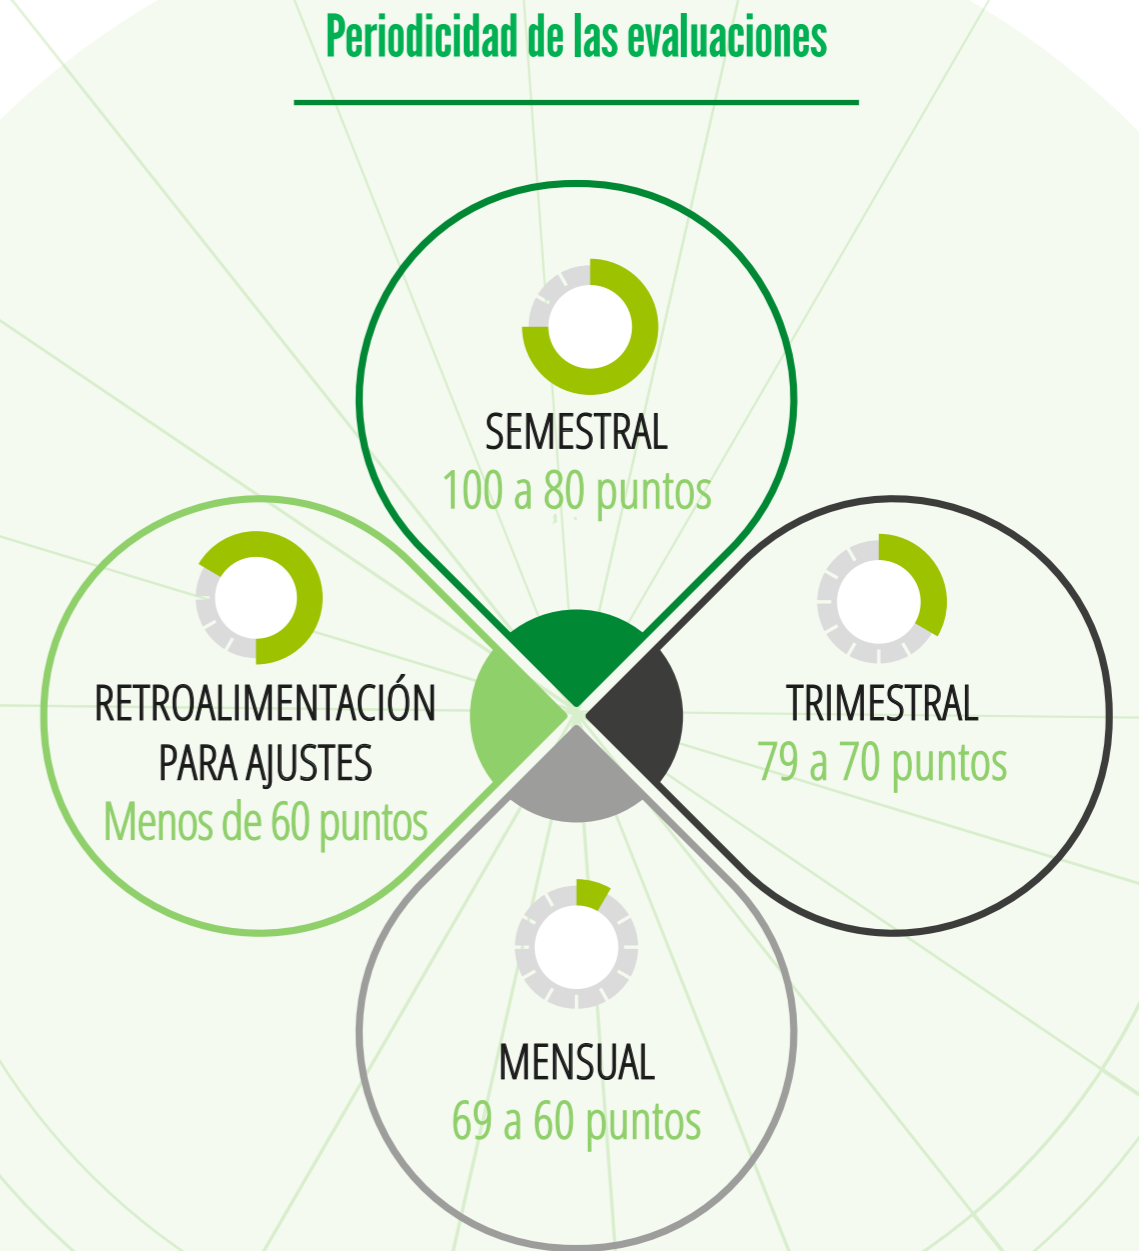 Periodicidad de las evaluaciones
SEMESTRAL
100 a 80 puntos
RETROALIMENTACIÓN
PARA AJUSTES
Menos de 60 puntos
TRIMESTRAL
79 a 70 puntos
MENSUAL
69 a 60 puntos